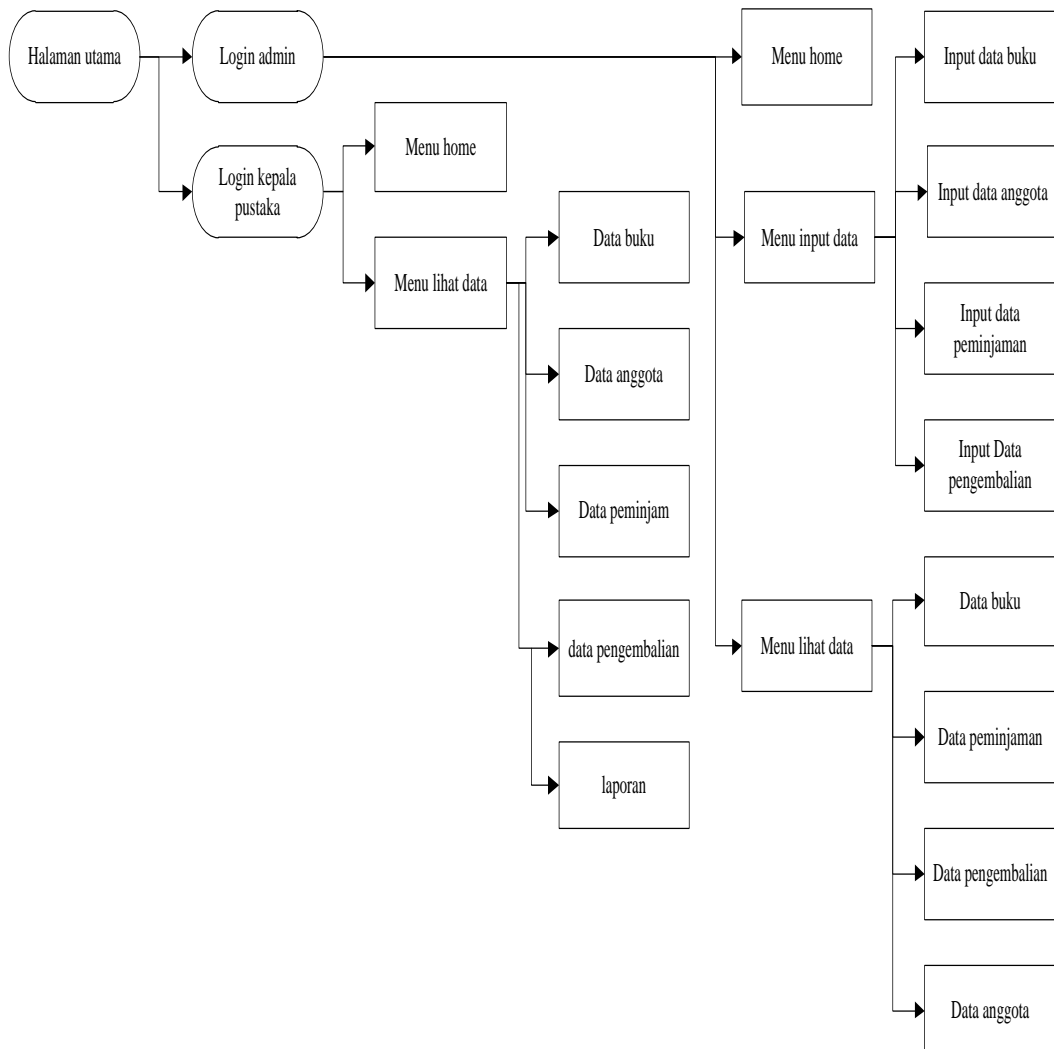 Halaman utama
Login admin
Menu home
Input data buku
Menu home
Login kepala
pustaka
Input data anggota
Data buku
Menu input data
Menu lihat data
Input data
peminjaman
Data anggota
Input Data
pengembalian
Data peminjam
Data buku
data pengembalian
Menu lihat data
Data peminjaman
laporan
Data pengembalian
Data anggota